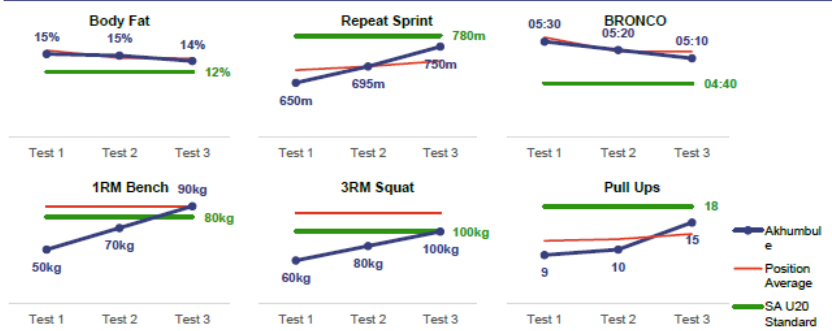 Body Fat
15%
15%
14%
12%
Test 1
Test 2
Test 3
Repeat Sprint
780m
750m
695m
650m
Test 1
Test 2
Test 3
BRONCO
05:30
05:20
05:10
04:40
Test 1
Test 2
Test 3
1RM Bench
90kg
80kg
70kg
50kg
Test 1
Test 2
Test 3
3RM Squat
100kg
100kg
80kg
60kg
Test 1
Test 2
Test 3
Pull Ups
18
15
10
9
Test 1
Test 2
Test 3
Akhumbul
e
Position
Average
SA U20
Standard